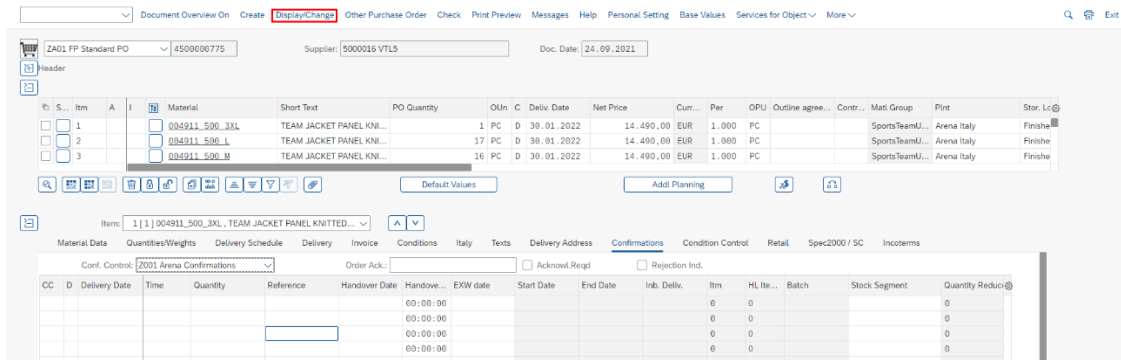 Document Overview On Create Display/Change Other Purchase Order Check Print Preview Messages Help Personal Setting Base Values Services for Object More Exit
ZA01 FP Standard PO 4500000775 Supplier: 5000016 VTL5 Doc. Date: 24.09.2021
Header
S... Itm A I Material Short Text PO Quantity OUn C Deliv. Date Net Price Curr... Per OPU Outline agree... Contr... Matl Group Plnt Stor. Lc
1 004911_500_3XL TEAM JACKET PANEL KNI... 1 PC D 30.01.2022 14.490,00 EUR 1.000 PC SportsTeamU... Arena Italy Finishe
2 004911_500_L TEAM JACKET PANEL KNI... 17 PC D 30.01.2022 14.490,00 EUR 1.000 PC SportsTeamU... Arena Italy Finishe
3 004911_500_M TEAM JACKET PANEL KNI... 16 PC D 30.01.2022 14.490,00 EUR 1.000 PC SportsTeamU... Arena Italy Finishe
Default Values Addl Planning
Item: 1 [ 1 ] 004911_500_3XL , TEAM JACKET PANEL KNITTED...
Material Data Quantities/Weights Delivery Schedule Delivery Invoice Conditions Italy Texts Delivery Address Confirmations Condition Control Retail Spec2000 / SC Incoterms
Conf. Control: Z001 Arena Confirmations Order Ack.: Acknowl.Reqd Rejection Ind.
CC D Delivery Date Time Quantity Reference Handover Date Handove... EXW date Start Date End Date Inb. Deliv. Itm HL Ite... Batch Stock Segment Quantity Reduc
00:00:00 0 0 0
00:00:00 0 0 0
00:00:00 0 0 0
00:00:00 0 0 0